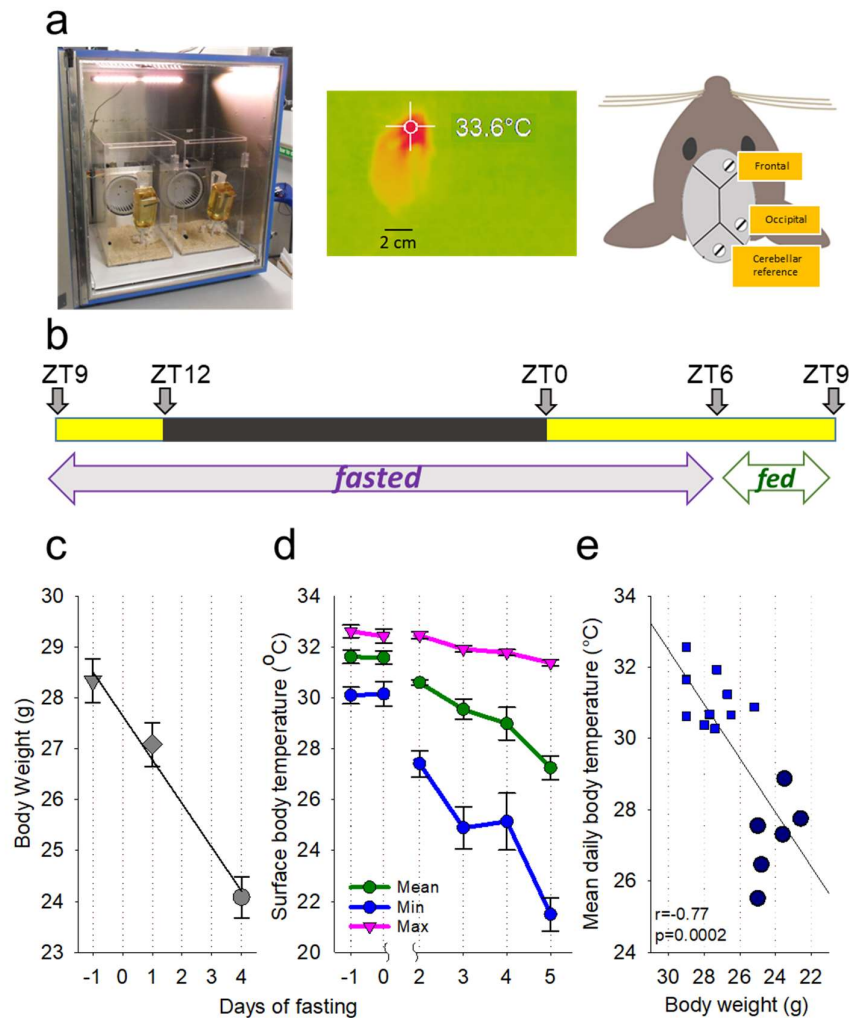 a
33.6°C
2 cm
Frontal
Occipital
Cerebellar
reference
b
ZT9 ZT12 ZT0 ZT6 ZT9
fasted fed
c
Body Weight (g)
30
29
28
27
26
25
24
23
-1 0 1 2 3 4
d
Surface body temperature (°C)
34
32
30
28
26
24
22
20
Mean
Min
Max
-1 0 2 3 4 5
Days of fasting
e
Mean daily body temperature (°C)
34
32
30
28
26
24
r=-0.77
p=0.0002
30 28 26 24 22
Body weight (g)